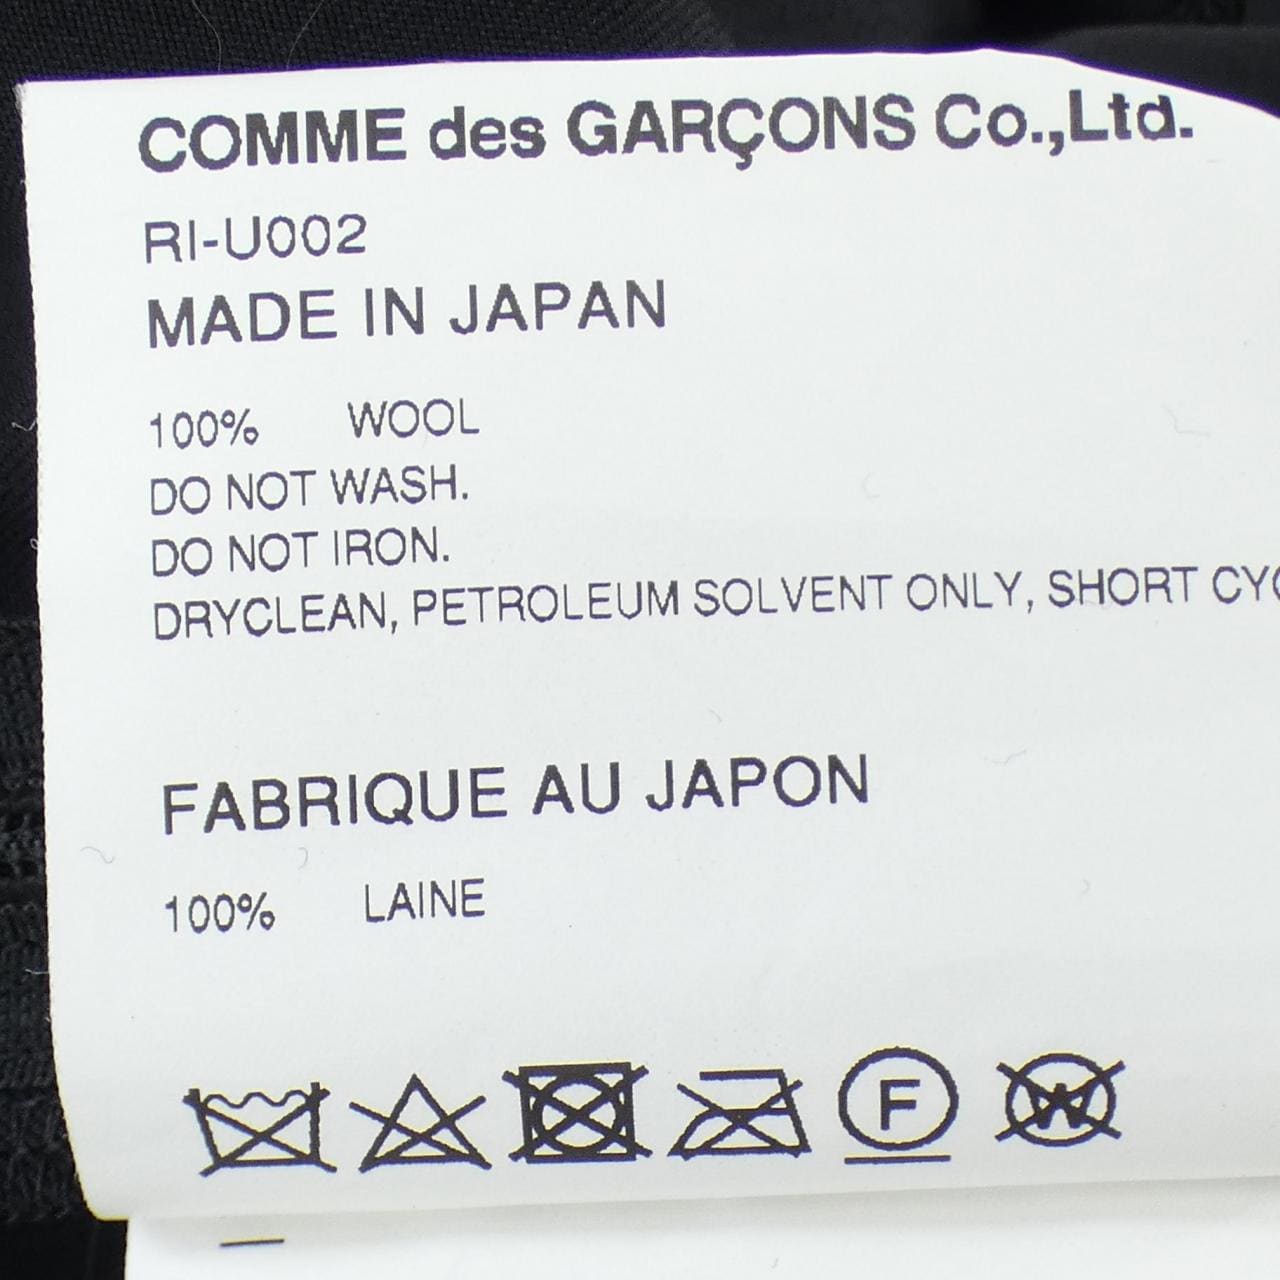 COMME des GARÇONS Co.,Ltd.
RI-U002
MADE IN JAPAN
100% WOOL
DO NOT WASH.
DO NOT IRON.
DRYCLEAN, PETROLEUM SOLVENT ONLY, SHORT CYC
FABRIQUE AU JAPON
100% LAINE
F W